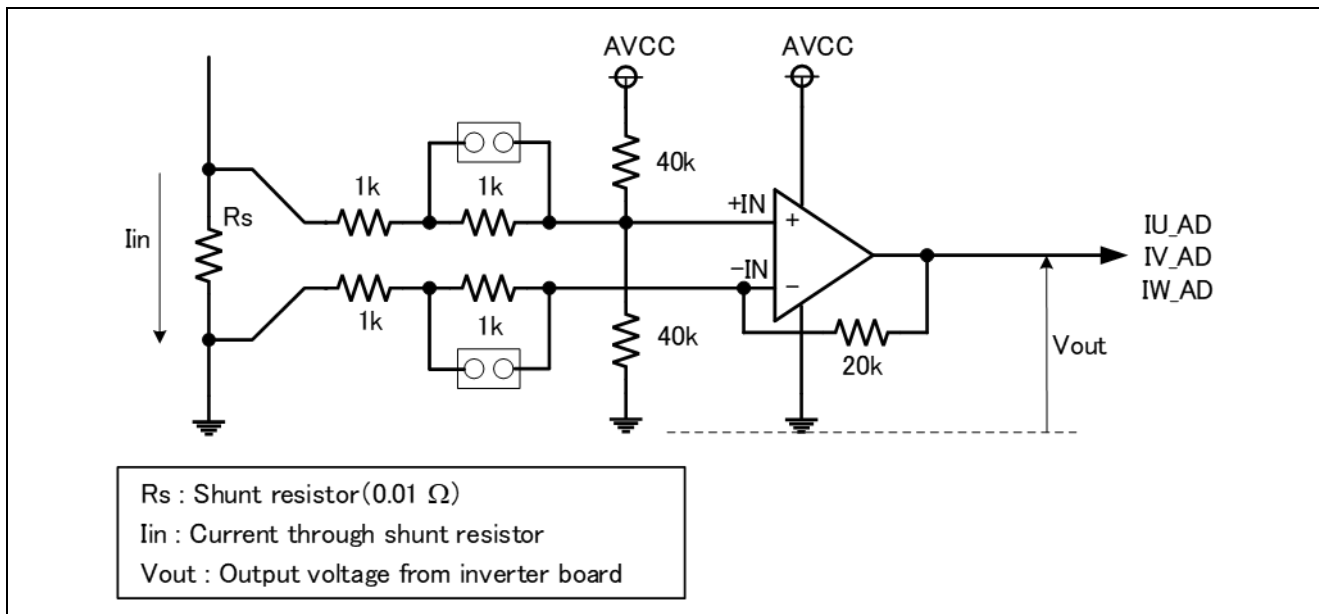 AVCC AVCC
40k
1k 1k
+IN
+
Rs
Iin
IU_AD
IV_AD
IW_AD
−IN
−
1k 1k
40k
20k
Vout
Rs : Shunt resistor(0.01 Ω)
Iin : Current through shunt resistor
Vout : Output voltage from inverter board